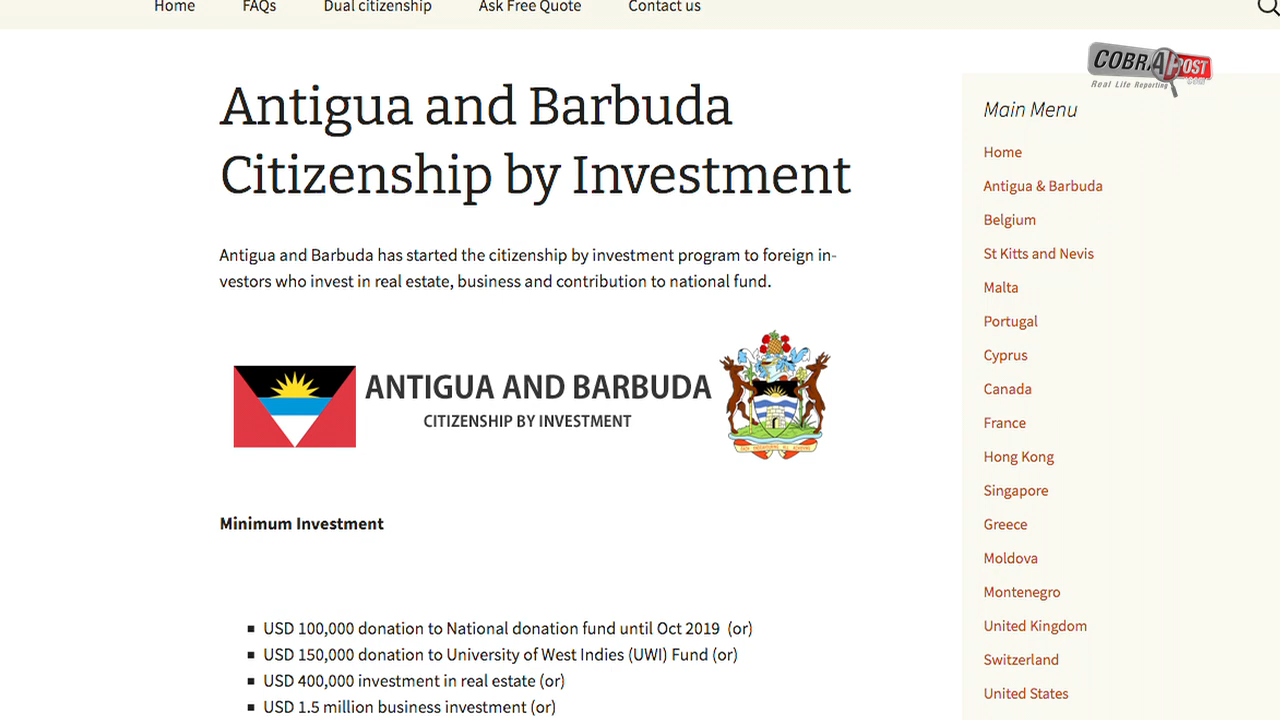 Home FAQs Dual citizenship Ask Free Quote Contact us
COBRAPOST
.COM
Real Life Reporting
Antigua and Barbuda
Citizenship by Investment
Antigua and Barbuda has started the citizenship by investment program to foreign in-
vestors who invest in real estate, business and contribution to national fund.
ANTIGUA AND BARBUDA
CITIZENSHIP BY INVESTMENT
Minimum Investment
USD 100,000 donation to National donation fund until Oct 2019 (or)
USD 150,000 donation to University of West Indies (UWI) Fund (or)
USD 400,000 investment in real estate (or)
USD 1.5 million business investment (or)
Main Menu
Home
Antigua & Barbuda
Belgium
St Kitts and Nevis
Malta
Portugal
Cyprus
Canada
France
Hong Kong
Singapore
Greece
Moldova
Montenegro
United Kingdom
Switzerland
United States